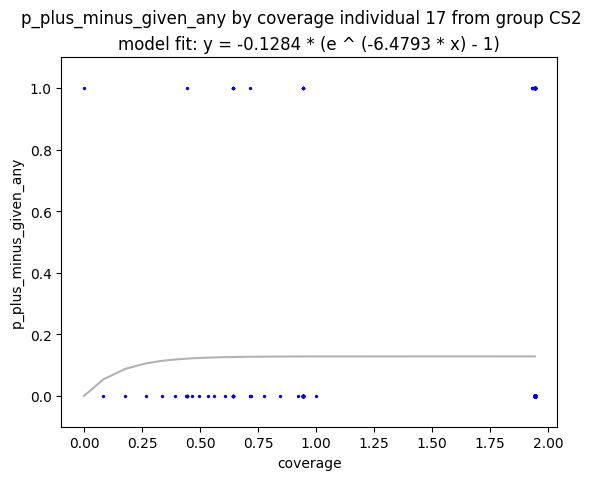 p_plus_minus_given_any by coverage individual 17 from group CS2
model fit: y = -0.1284 * (e ^ (-6.4793 * x) - 1)
1.0
0.8
0.6
0.4
0.2
0.0
p_plus_minus_given_any
0.00 0.25 0.50 0.75 1.00 1.25 1.50 1.75 2.00
coverage